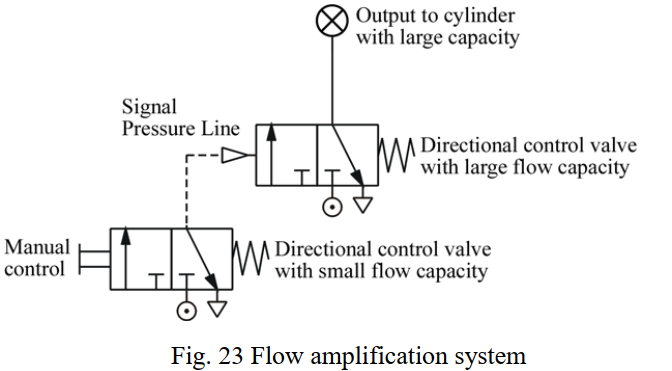 Output to cylinder
with large capacity
Signal
Pressure Line
Directional control valve
with large flow capacity
Manual
control
Directional control valve
with small flow capacity
Fig. 23 Flow amplification system